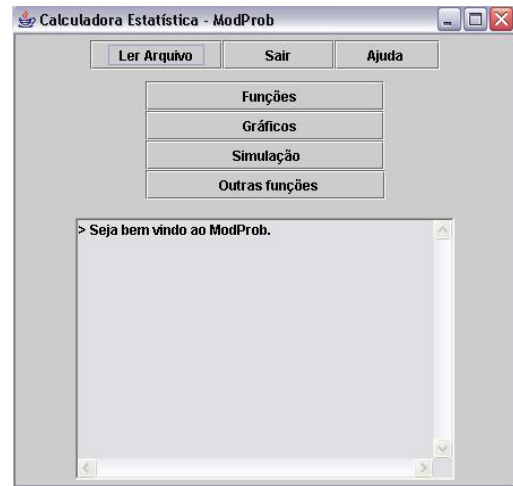 Calculadora Estatística - ModProb
Ler Arquivo Sair Ajuda
Funções
Gráficos
Simulação
Outras funções
> Seja bem vindo ao ModProb.